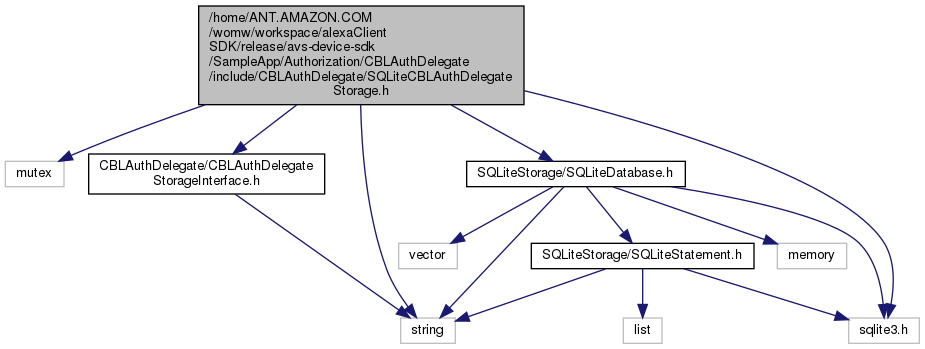 /home/ANT.AMAZON.COM
/womw/workspace/alexaClient
SDK/release/avs-device-sdk
/SampleApp/Authorization/CBLAuthDelegate
/include/CBLAuthDelegate/SQLiteCBLAuthDelegate
Storage.h
mutex
CBLAuthDelegate/CBLAuthDelegate
StorageInterface.h
SQLiteStorage/SQLiteDatabase.h
vector
SQLiteStorage/SQLiteStatement.h
memory
string
list
sqlite3.h